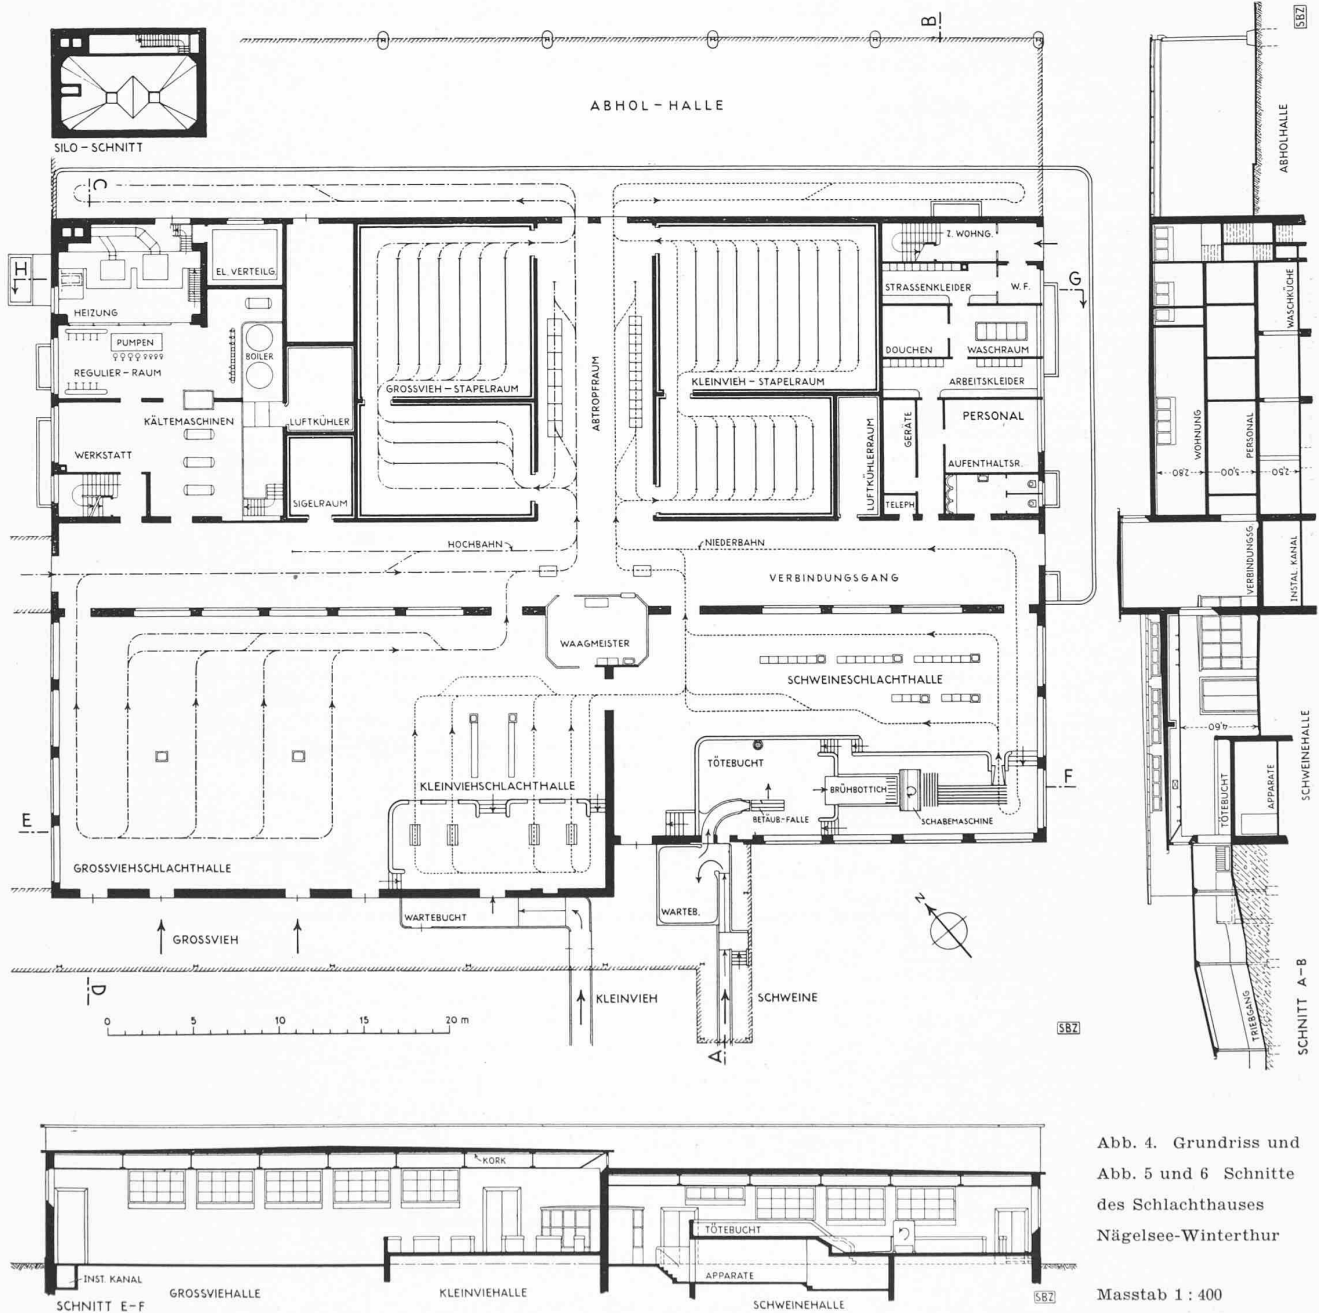 B
SBZ
ABHOL-HALLE
SILO-SCHNITT
C
ABHOLHALLE
Z. WOHNG.
EL. VERTEILG.
H
G
STRASSENKLEIDER
W.F.
WASCHKÜCHE
HEIZUNG
PUMPEN
BOILER
DOUCHEN
WASCHRAUM
REGULIER-RAUM
GROSSVIEH-STAPELRAUM
ABTROPFRAUM
KLEINVIEH-STAPELRAUM
ARBEITSKLEIDER
KÄLTEMASCHINEN
LUFTKÜHLER
LUFTKÜHLERRAUM
GERÄTE
PERSONAL
WOHNUNG
PERSONAL
WERKSTATT
AUFENTHALTSR.
2,80
3,00
2,50
SIGELRAUM
TELEPH.
HOCHBAHN
NIEDERBAHN
VERBINDUNGSGANG
VERBINDUNGSG.
INSTAL. KANAL
WAAGMEISTER
SCHWEINESCHLACHTHALLE
4,60
KLEINVIEHSCHLACHTHALLE
TÖTEBUCHT
BRÜHBOTTICH
F
BETÄUB-FALLE
SCHABEMASCHINE
TÖTEBUCHT
APPARATE
SCHWEINEHALLE
E
GROSSVIEHSCHLACHTHALLE
WARTEBUCHT
WARTEB.
N
GROSSVIEH
D
KLEINVIEH
SCHWEINE
TRIEBGANG
SCHNITT A-B
0 5 10 15 20 m
SBZ
A
KORK
TÖTEBUCHT
INST. KANAL
APPARATE
GROSSVIEHALLE
KLEINVIEHALLE
SCHWEINEHALLE
SCHNITT E-F
SBZ
Abb. 4. Grundriss und
Abb. 5 und 6 Schnitte
des Schlachthauses
Nägelsee-Winterthur
Masstab 1 : 400